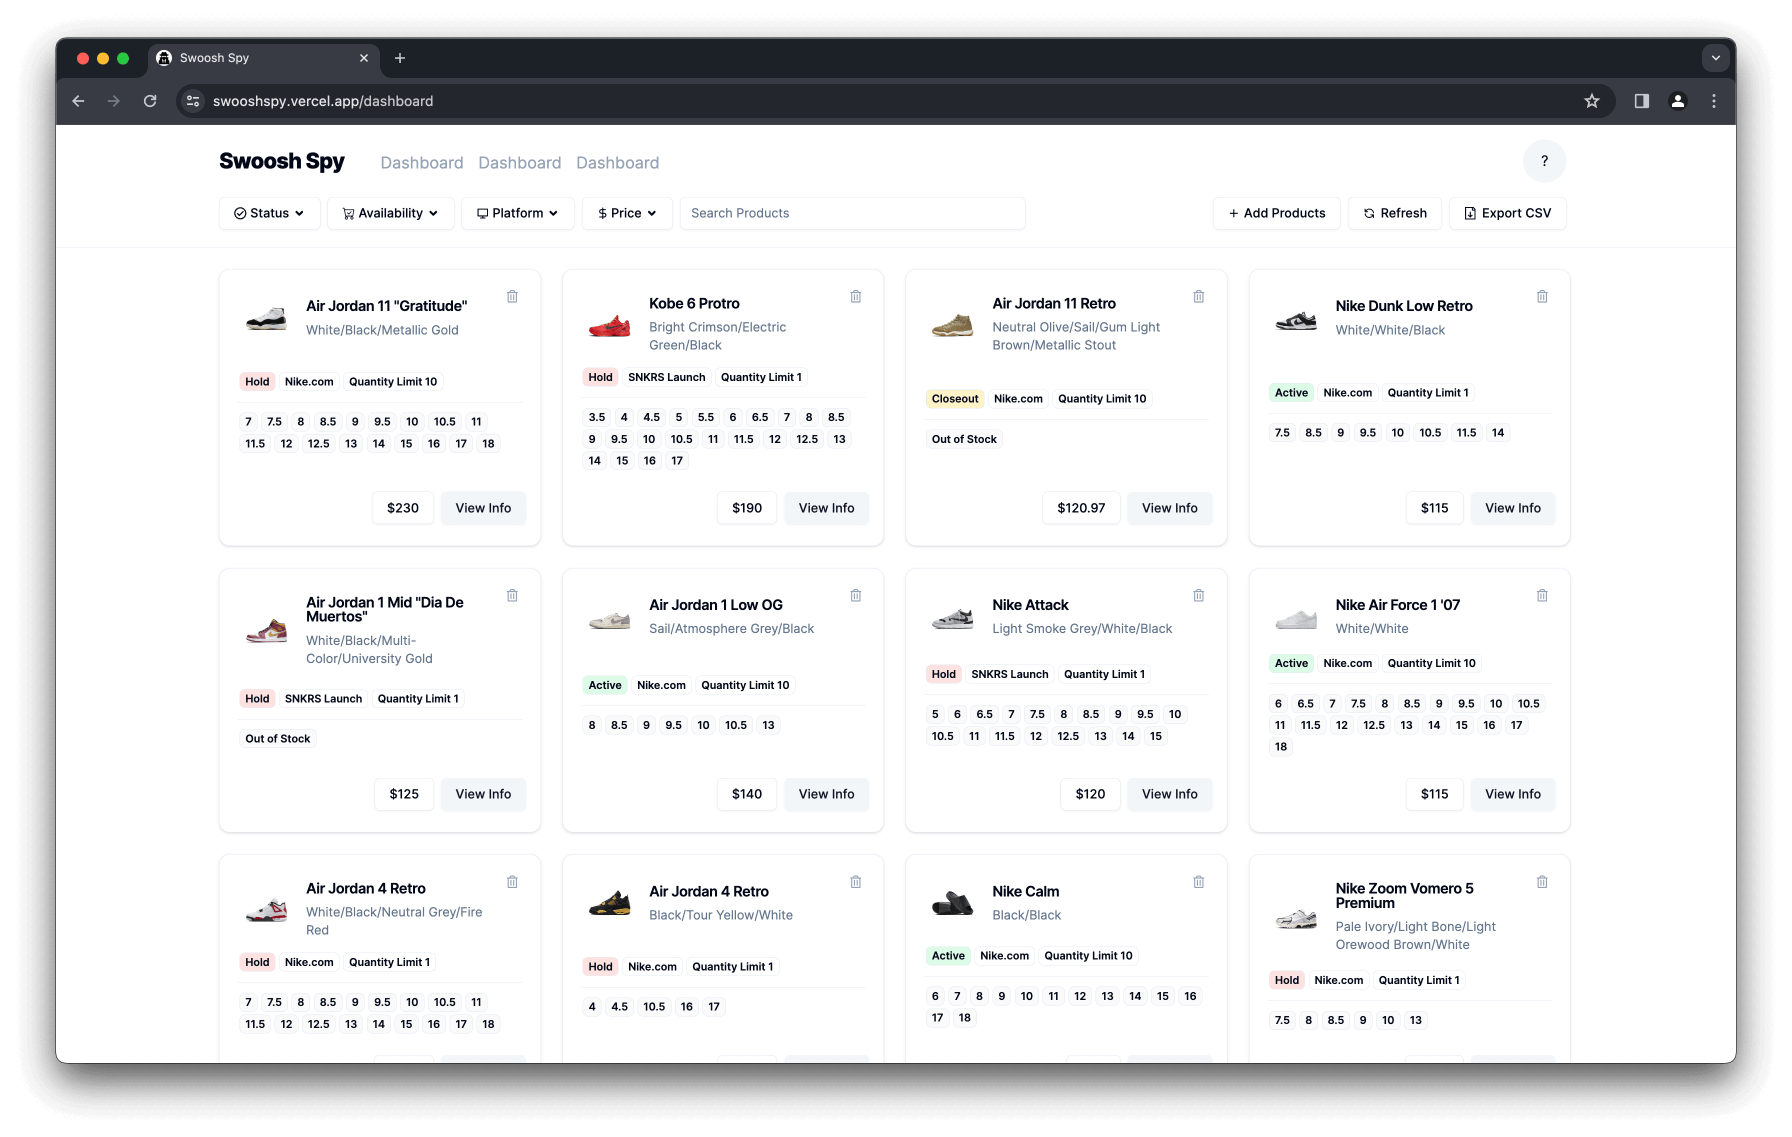 Swoosh Spy
swooshspy.vercel.app/dashboard
Swoosh Spy Dashboard Dashboard Dashboard ?
Status Availability Platform $ Price Search Products + Add Products Refresh Export CSV
Air Jordan 11 "Gratitude"
White/Black/Metallic Gold
Hold Nike.com Quantity Limit 10
7 7.5 8 8.5 9 9.5 10 10.5 11
11.5 12 12.5 13 14 15 16 17 18
$230 View Info
Kobe 6 Protro
Bright Crimson/Electric
Green/Black
Hold SNKRS Launch Quantity Limit 1
3.5 4 4.5 5 5.5 6 6.5 7 8 8.5
9 9.5 10 10.5 11 11.5 12 12.5 13
14 15 16 17
$190 View Info
Air Jordan 11 Retro
Neutral Olive/Sail/Gum Light
Brown/Metallic Stout
Closeout Nike.com Quantity Limit 10
Out of Stock
$120.97 View Info
Nike Dunk Low Retro
White/White/Black
Active Nike.com Quantity Limit 1
7.5 8.5 9 9.5 10 10.5 11.5 14
$115 View Info
Air Jordan 1 Mid "Dia De
Muertos"
White/Black/Multi-
Color/University Gold
Hold SNKRS Launch Quantity Limit 1
Out of Stock
$125 View Info
Air Jordan 1 Low OG
Sail/Atmosphere Grey/Black
Active Nike.com Quantity Limit 10
8 8.5 9 9.5 10 10.5 13
$140 View Info
Nike Attack
Light Smoke Grey/White/Black
Hold SNKRS Launch Quantity Limit 1
5 6 6.5 7 7.5 8 8.5 9 9.5 10
10.5 11 11.5 12 12.5 13 14 15
$120 View Info
Nike Air Force 1 '07
White/White
Active Nike.com Quantity Limit 10
6 6.5 7 7.5 8 8.5 9 9.5 10 10.5
11 11.5 12 12.5 13 14 15 16 17
18
$115 View Info
Air Jordan 4 Retro
White/Black/Neutral Grey/Fire
Red
Hold Nike.com Quantity Limit 1
7 7.5 8 8.5 9 9.5 10 10.5 11
11.5 12 12.5 13 14 15 16 17 18
Air Jordan 4 Retro
Black/Tour Yellow/White
Hold Nike.com Quantity Limit 1
4 4.5 10.5 16 17
Nike Calm
Black/Black
Active Nike.com Quantity Limit 10
6 7 8 9 10 11 12 13 14 15 16
17 18
Nike Zoom Vomero 5
Premium
Pale Ivory/Light Bone/Light
Orewood Brown/White
Hold Nike.com Quantity Limit 1
7.5 8 8.5 9 10 13